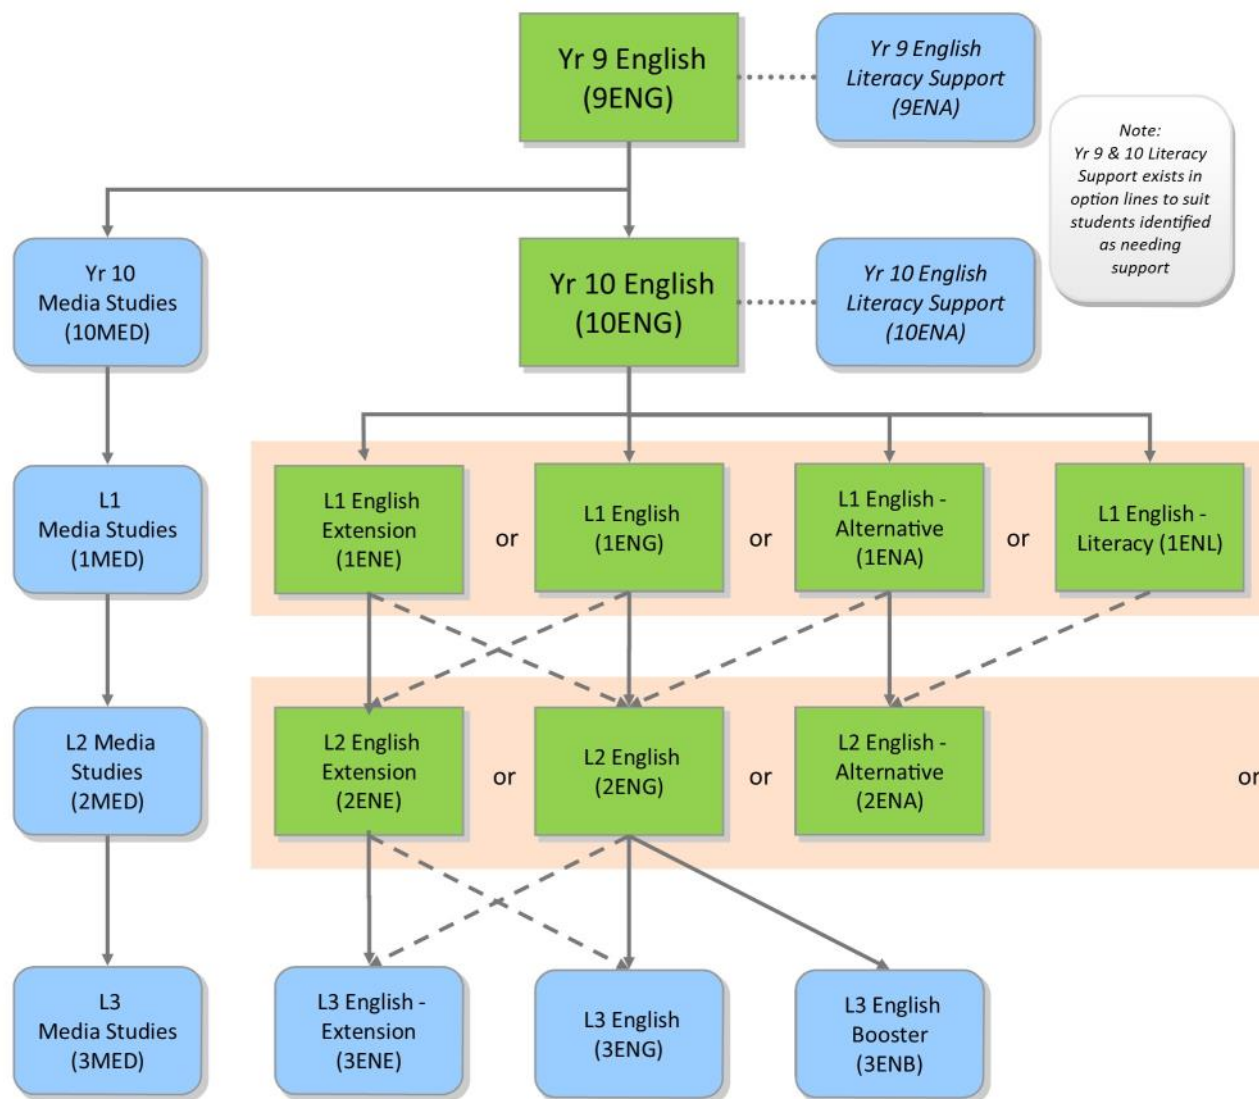 Yr 9 English
(9ENG)
Yr 9 English
Literacy Support
(9ENA)
Note:
Yr 9 & 10 Literacy
Support exists in
option lines to suit
students identified
as needing
support
Yr 10
Media Studies
(10MED)
Yr 10 English
(10ENG)
Yr 10 English
Literacy Support
(10ENA)
L1
Media Studies
(1MED)
L1 English
Extension
(1ENE)
or
L1 English
(1ENG)
or
L1 English -
Alternative
(1ENA)
or
L1 English -
Literacy (1ENL)
L2 Media
Studies
(2MED)
L2 English
Extension
(2ENE)
or
L2 English
(2ENG)
or
L2 English -
Alternative
(2ENA)
or
L3
Media Studies
(3MED)
L3 English -
Extension
(3ENE)
L3 English
(3ENG)
L3 English
Booster
(3ENB)